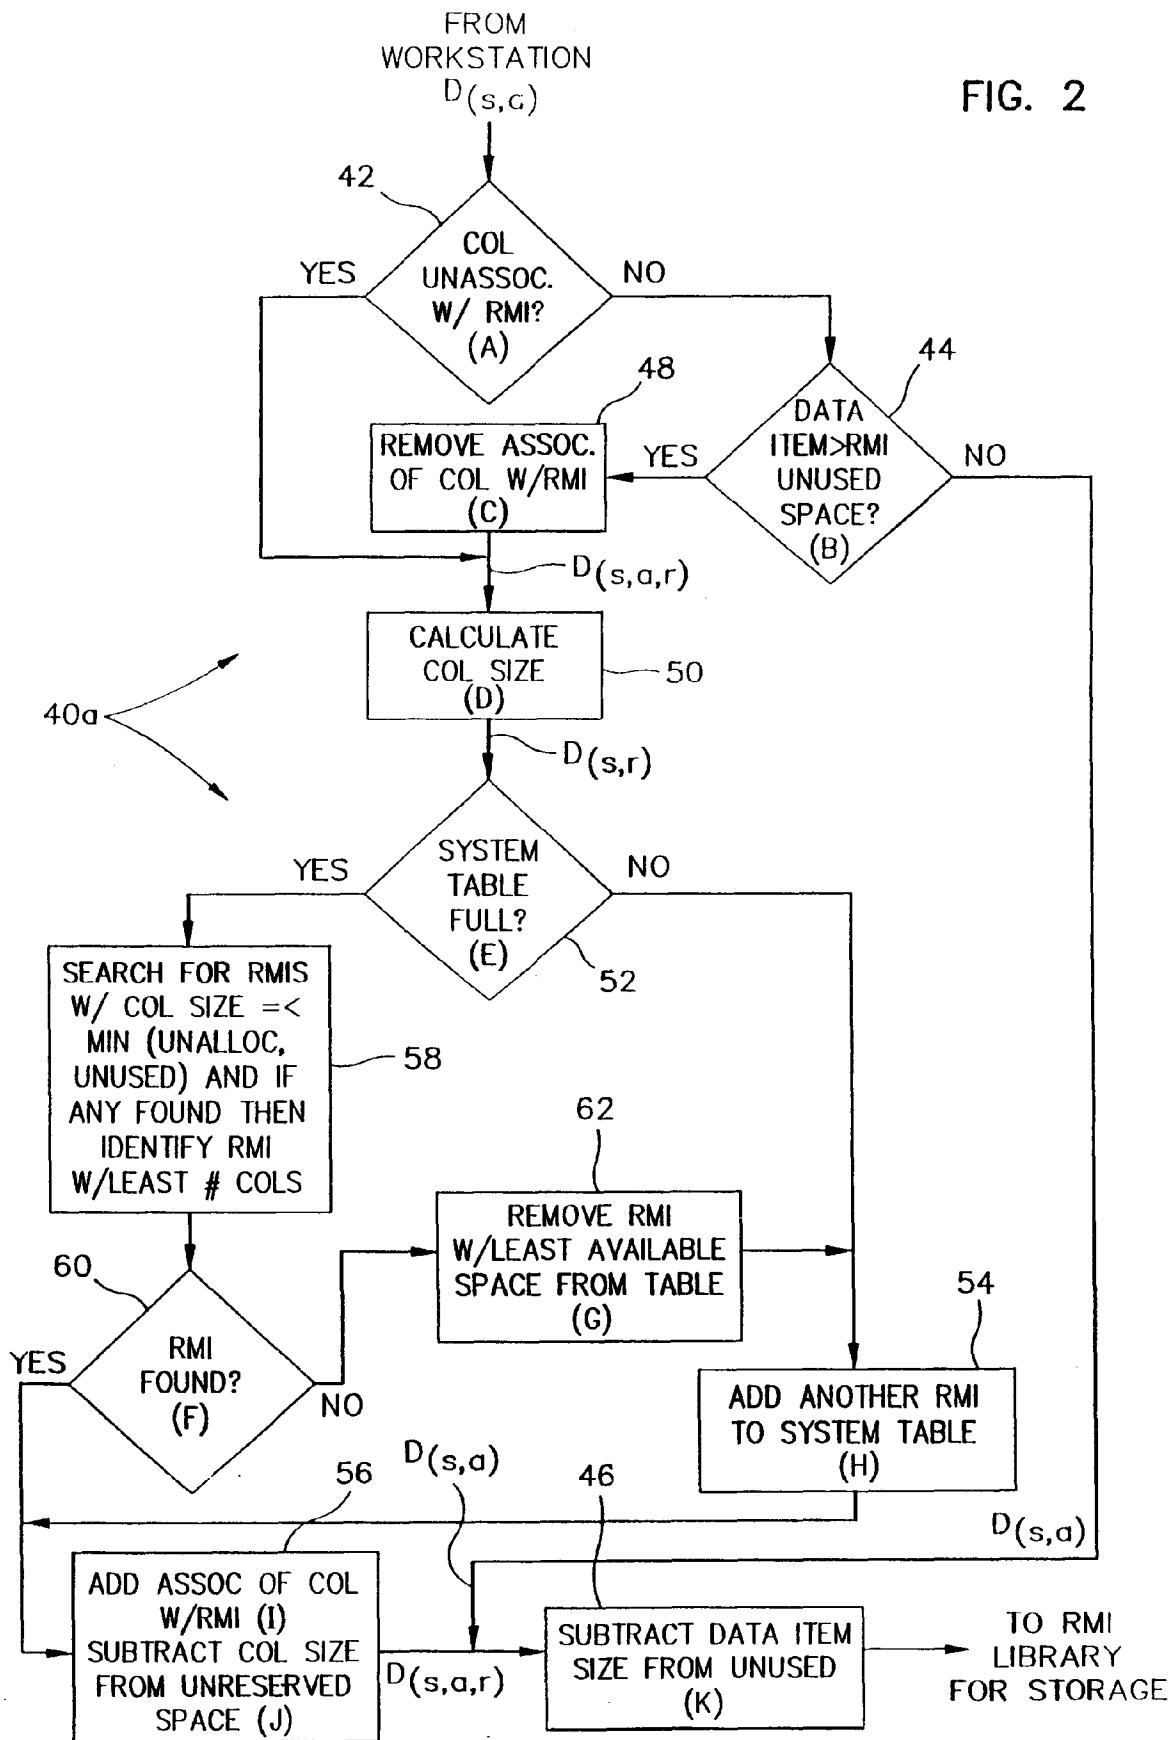 FROM
WORKSTATION
D(s,a)
FIG. 2
42
COL
UNASSOC.
W/ RMI?
(A)
YES
NO
44
DATA
ITEM>RMI
UNUSED
SPACE?
(B)
YES
NO
48
REMOVE ASSOC.
OF COL W/RMI
(C)
D(s,a,r)
CALCULATE
COL SIZE
(D)
50
40a
D(s,r)
SYSTEM
TABLE
FULL?
(E)
YES
NO
52
SEARCH FOR RMIS
W/ COL SIZE =<
MIN (UNALLOC,
UNUSED) AND IF
ANY FOUND THEN
IDENTIFY RMI
W/LEAST # COLS
58
62
REMOVE RMI
W/LEAST AVAILABLE
SPACE FROM TABLE
(G)
60
RMI
FOUND?
(F)
YES
NO
54
ADD ANOTHER RMI
TO SYSTEM TABLE
(H)
D(s,a)
56
46
D(s,a)
ADD ASSOC OF COL
W/RMI (I)
SUBTRACT COL SIZE
FROM UNRESERVED
SPACE (J)
D(s,a,r)
SUBTRACT DATA ITEM
SIZE FROM UNUSED
(K)
TO RMI
LIBRARY
FOR STORAGE